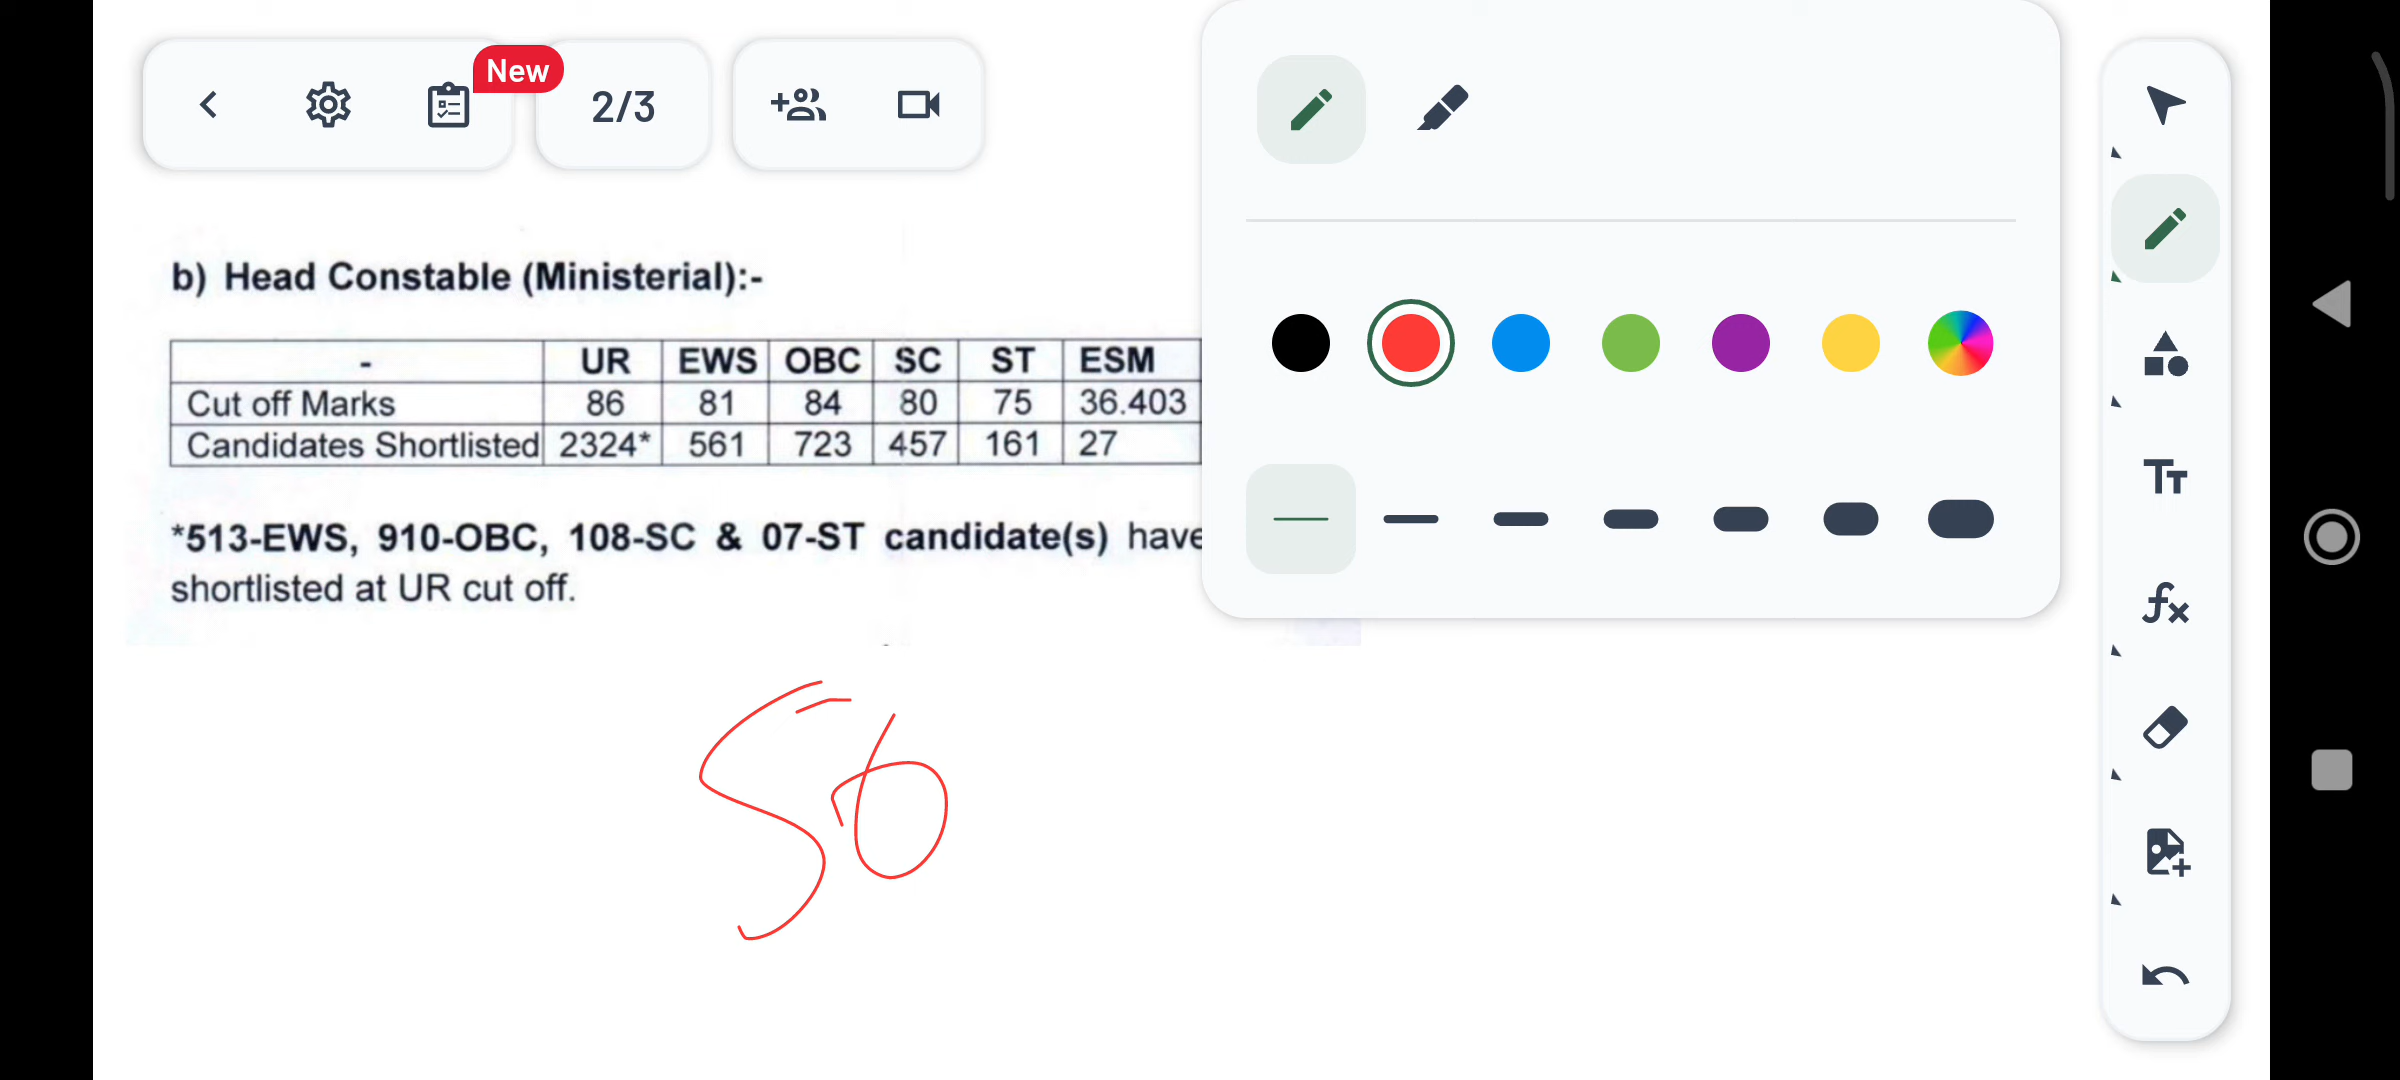 New
2/3
b) Head Constable (Ministerial):-
- UR EWS OBC SC ST ESM
Cut off Marks 86 81 84 80 75 36.403
Candidates Shortlisted 2324* 561 723 457 161 27
*513-EWS, 910-OBC, 108-SC & 07-ST candidate(s) have
shortlisted at UR cut off.
56
Tт
fx